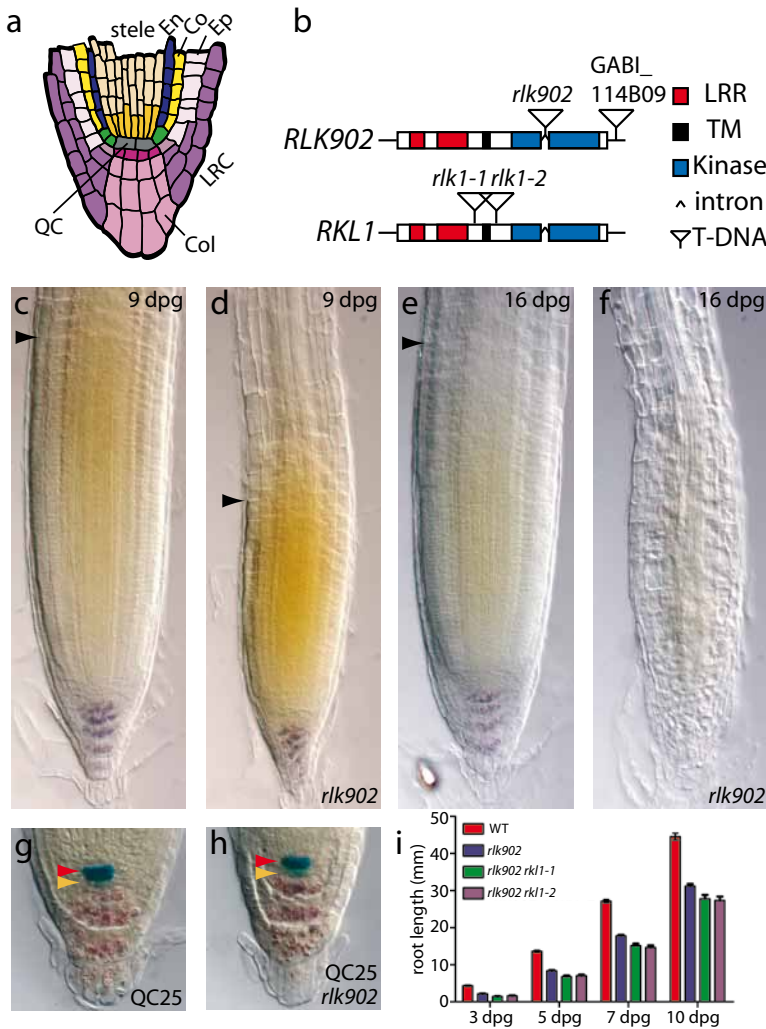 a
stele
En
Co
Ep
LRC
QC
Col
b
GABI_
114B09
rlk902
RLK902
rlk1-1 rlk1-2
RKL1
LRR
TM
Kinase
intron
T-DNA
c
9 dpg
d
9 dpg
rlk902
e
16 dpg
f
16 dpg
rlk902
g
QC25
h
QC25
rlk902
i
root length (mm)
50
40
30
20
10
0
WT
rlk902
rlk902 rkl1-1
rlk902 rkl1-2
3 dpg
5 dpg
7 dpg
10 dpg